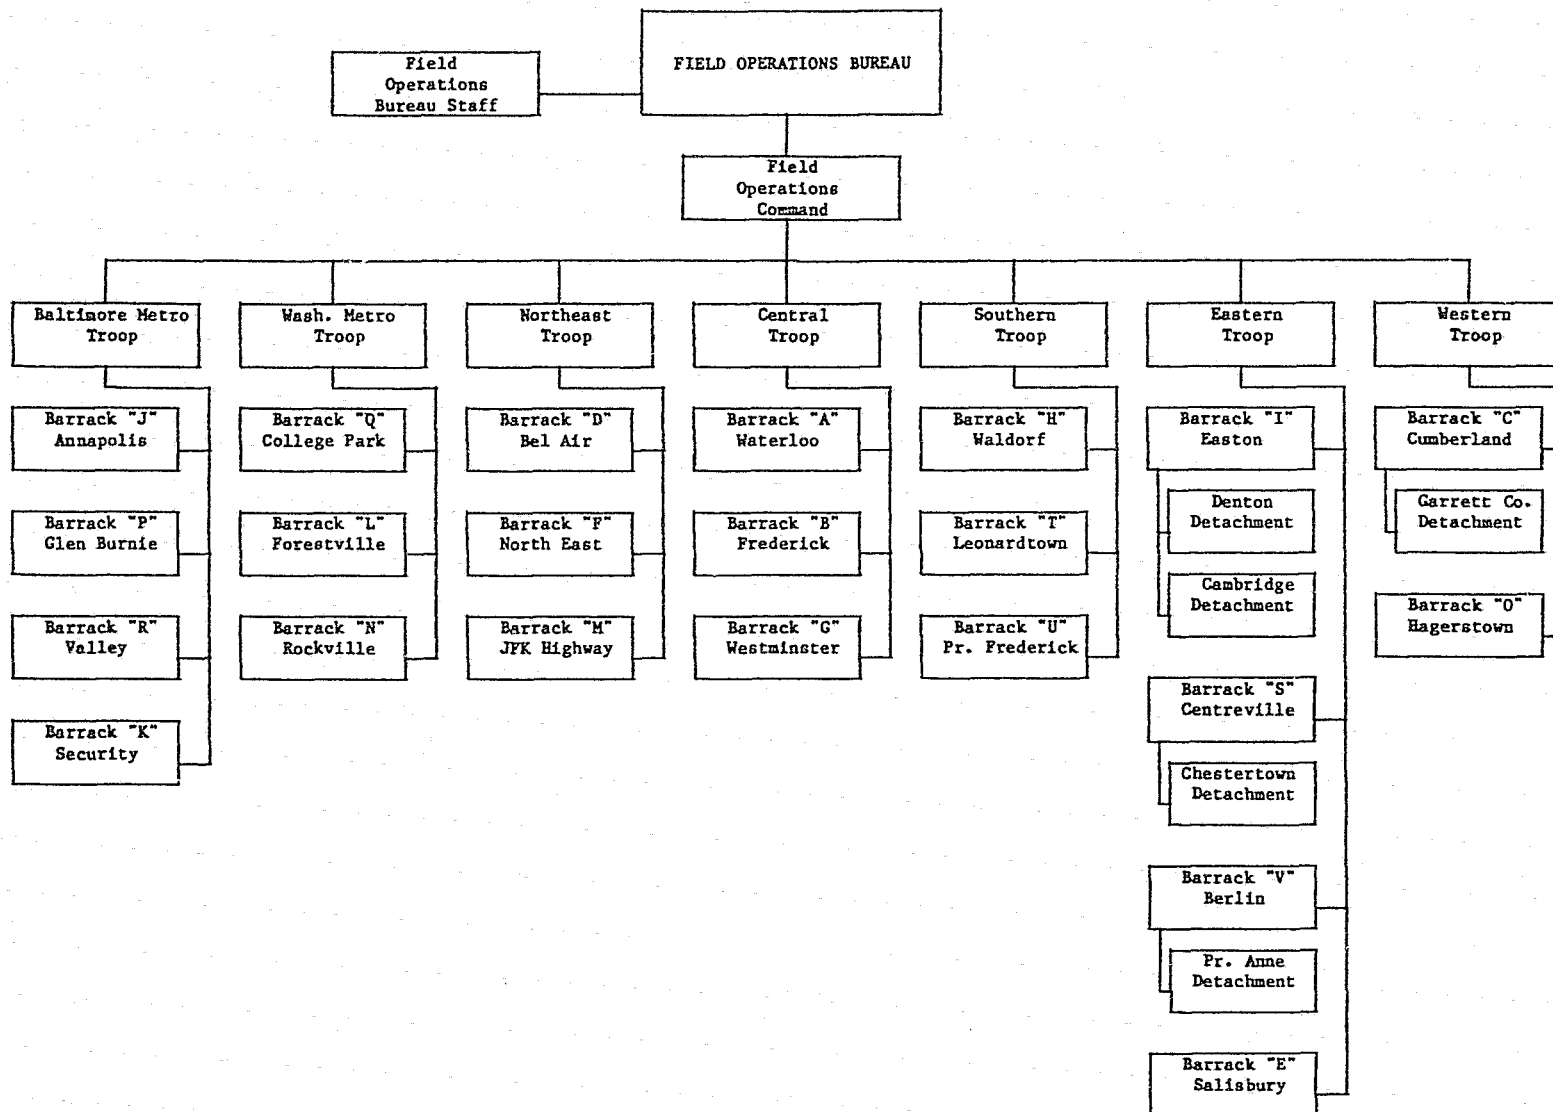 FIELD OPERATIONS BUREAU
Field
Operations
Bureau Staff
Field
Operations
Command
Baltimore Metro
Troop
Wash. Metro
Troop
Northeast
Troop
Central
Troop
Southern
Troop
Eastern
Troop
Western
Troop
Barrack "J"
Annapolis
Barrack "P"
Glen Burnie
Barrack "R"
Valley
Barrack "K"
Security
Barrack "Q"
College Park
Barrack "L"
Forestville
Barrack "N"
Rockville
Barrack "D"
Bel Air
Barrack "F"
North East
Barrack "M"
JFK Highway
Barrack "A"
Waterloo
Barrack "B"
Frederick
Barrack "G"
Westminster
Barrack "H"
Waldorf
Barrack "T"
Leonardtown
Barrack "U"
Pr. Frederick
Barrack "I"
Easton
Denton
Detachment
Cambridge
Detachment
Barrack "S"
Centreville
Chestertown
Detachment
Barrack "V"
Berlin
Pr. Anne
Detachment
Barrack "E"
Salisbury
Barrack "C"
Cumberland
Garrett Co.
Detachment
Barrack "O"
Hagerstown